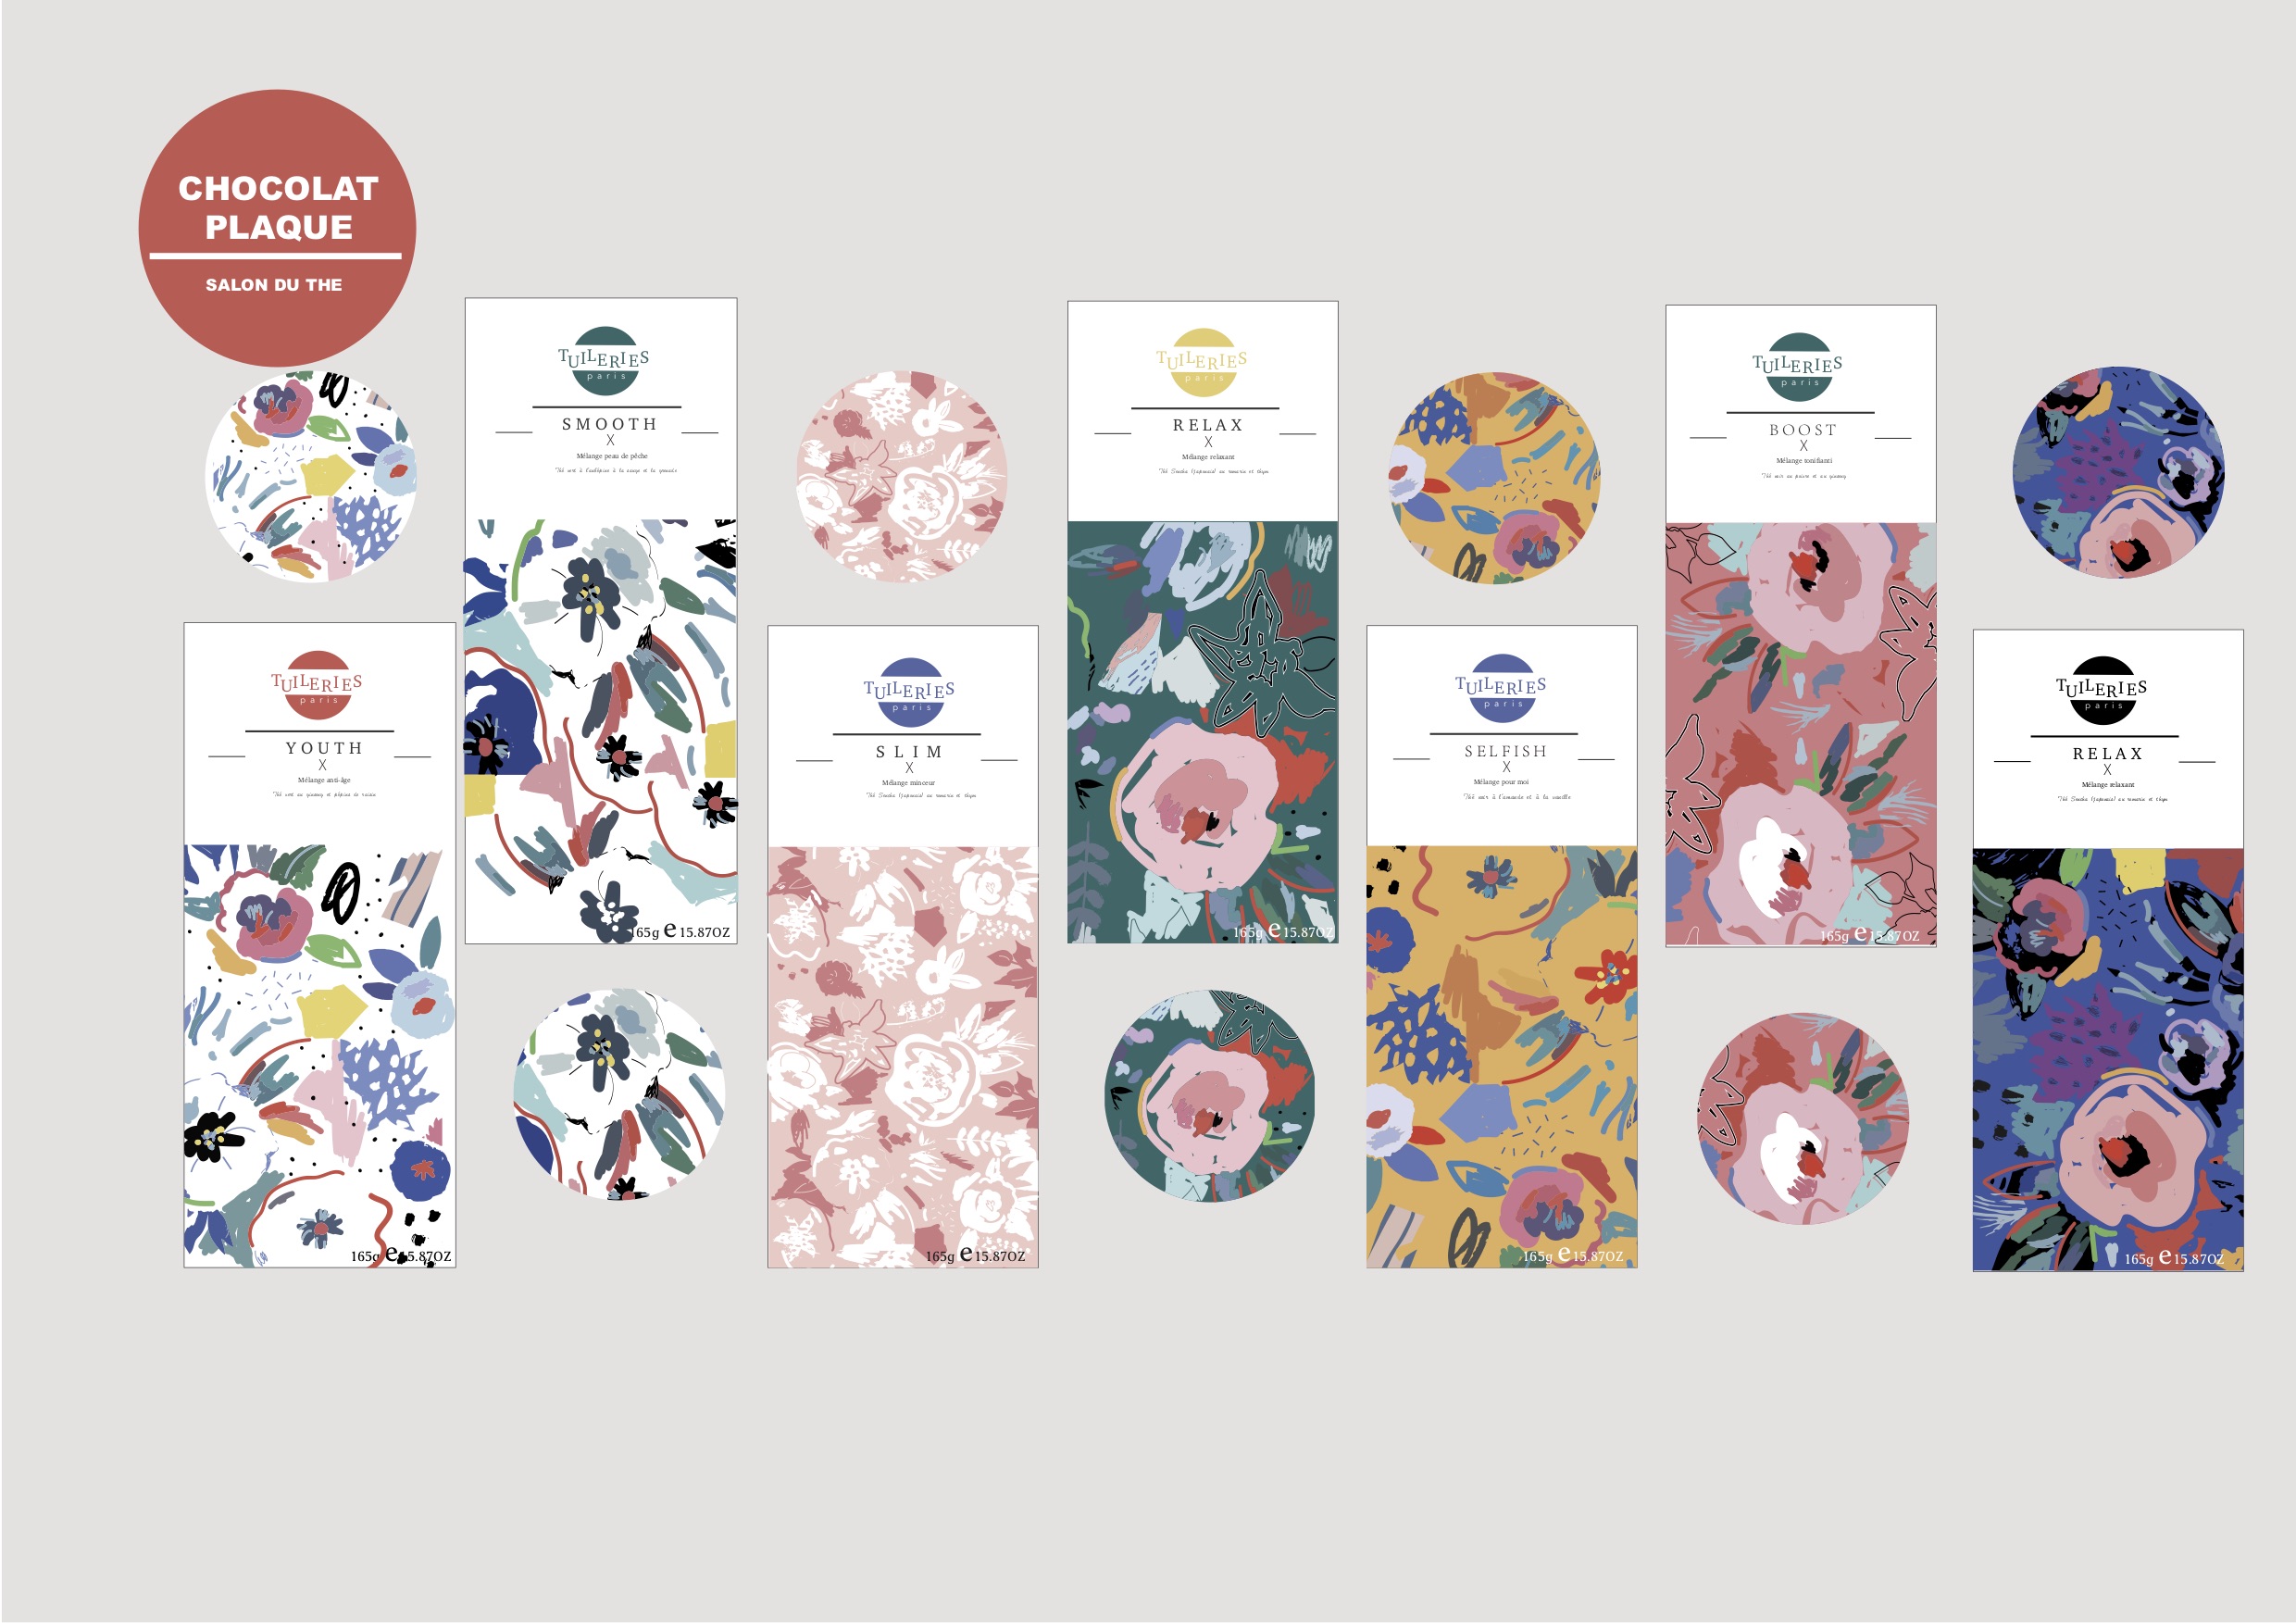 CHOCOLAT
PLAQUE
SALON DU THE
TUILERIES
paris
SMOOTH
X
Mélange peau de pêche
Thé vert à l'aubépine à la sauge et la grenade
165g e 15.87OZ
TUILERIES
paris
RELAX
X
Mélange relaxant
Thé Sencha (japonais) au romarin et thym
165g e 15.87OZ
TUILERIES
paris
BOOST
X
Mélange tonifianti
Thé noir au poivre et au ginseng
165g e 15.87OZ
TUILERIES
paris
YOUTH
X
Mélange anti-âge
Thé vert au ginseng et pépins de raisin
165g e 15.87OZ
TUILERIES
paris
SLIM
X
Mélange minceur
Thé Sencha (japonais) au romarin et thym
165g e 15.87OZ
TUILERIES
paris
SELFISH
X
Mélange pour moi
Thé noir à l'amande et à la vanille
165g e 15.87OZ
TUILERIES
paris
RELAX
X
Mélange relaxant
Thé Sencha (japonais) au romarin et thym
165g e 15.87OZ